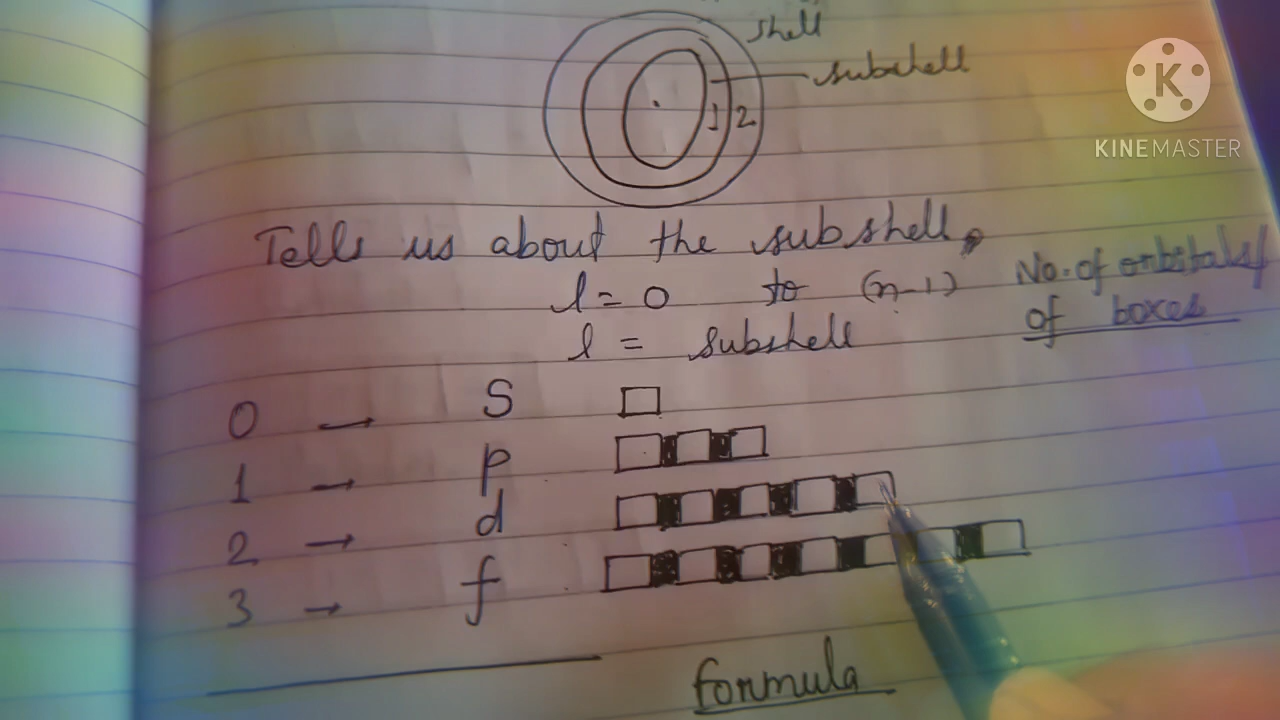 shell
subshell
1 2
K
KINEMASTER
Tells us about the subshell.
l = 0 to (n-1)
No. of orbitals/
of boxes
l = subshell
0 → S
1 → p
2 → d
3 → f
formula